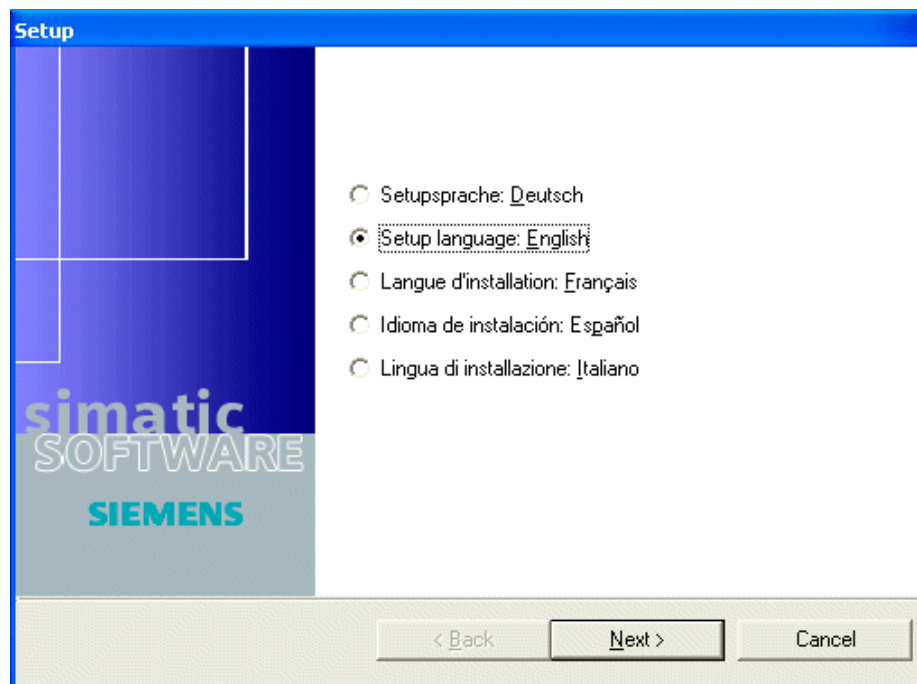 Setup
Setupsprache: Deutsch
Setup language: English
Langue d'installation: Français
Idioma de instalación: Español
Lingua di installazione: Italiano
simatic
SOFTWARE
SIEMENS
< Back
Next >
Cancel